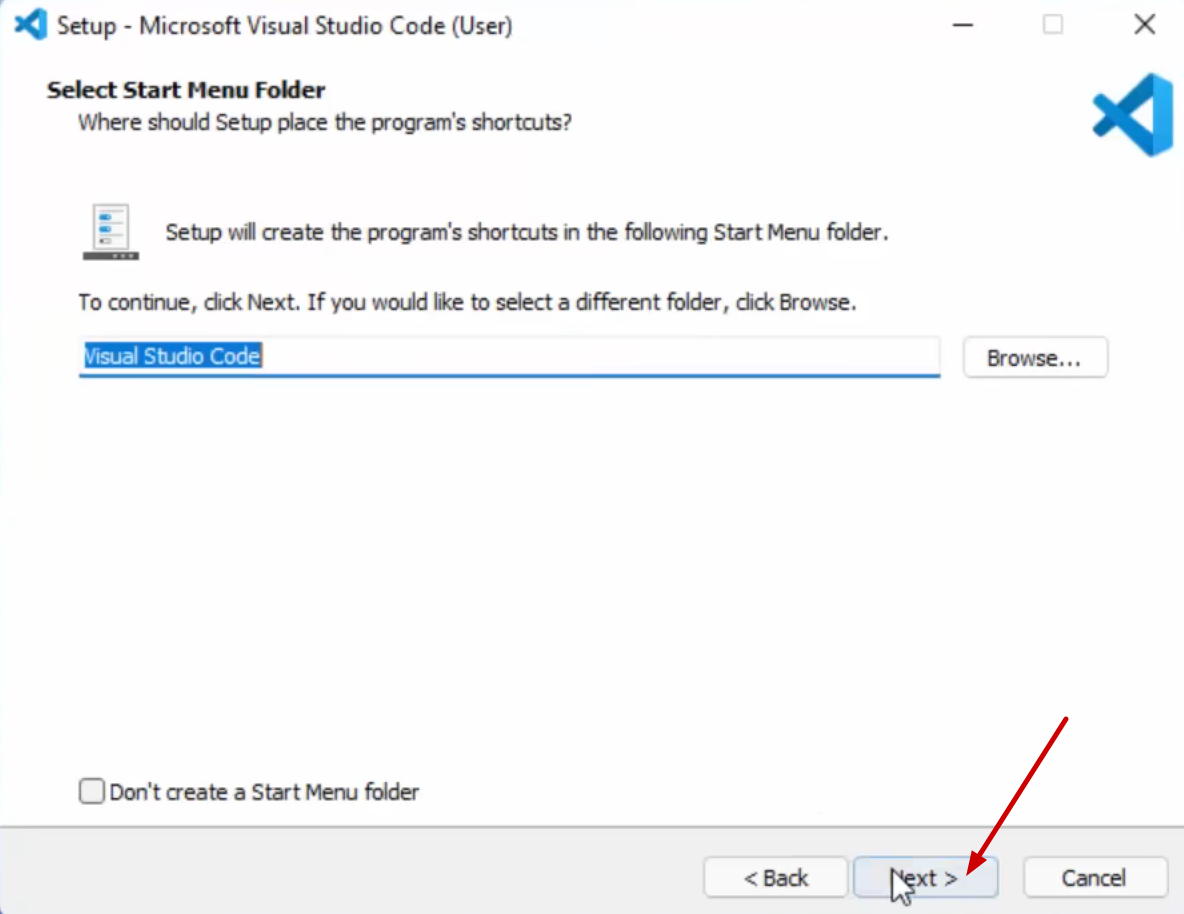 Setup - Microsoft Visual Studio Code (User)
Select Start Menu Folder
Where should Setup place the program's shortcuts?
Setup will create the program's shortcuts in the following Start Menu folder.
To continue, click Next. If you would like to select a different folder, click Browse.
Visual Studio Code
Browse...
Don't create a Start Menu folder
< Back
Next >
Cancel